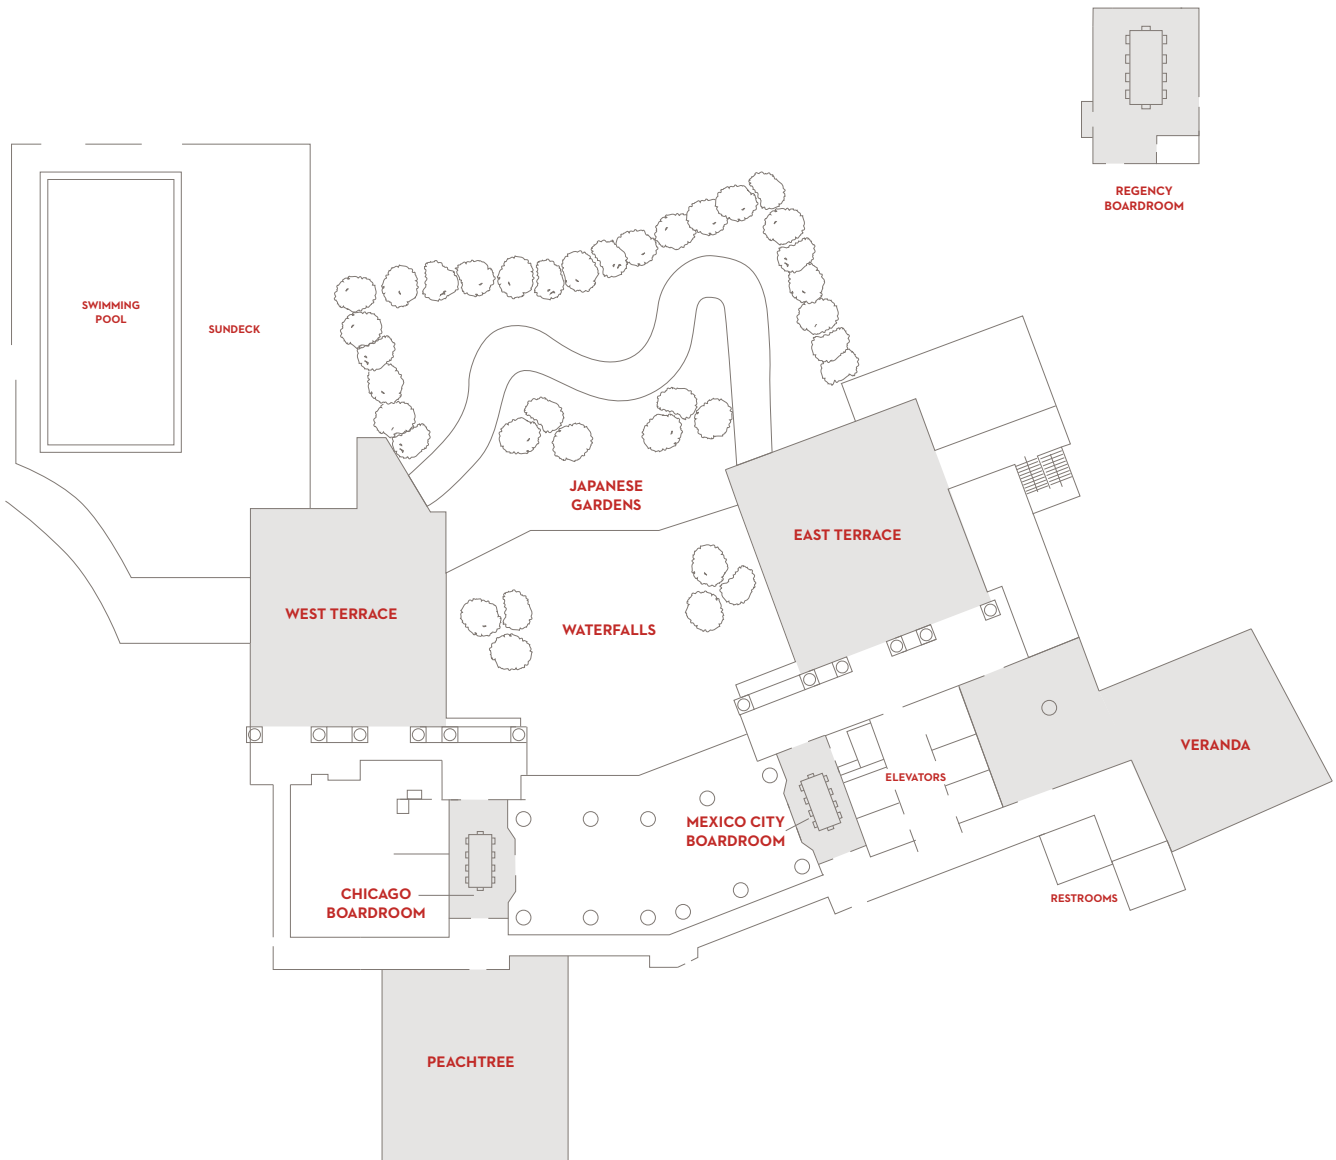 REGENCY
BOARDROOM
SWIMMING
POOL
SUNDECK
JAPANESE
GARDENS
EAST TERRACE
WEST TERRACE
WATERFALLS
VERANDA
ELEVATORS
MEXICO CITY
BOARDROOM
CHICAGO
BOARDROOM
RESTROOMS
PEACHTREE